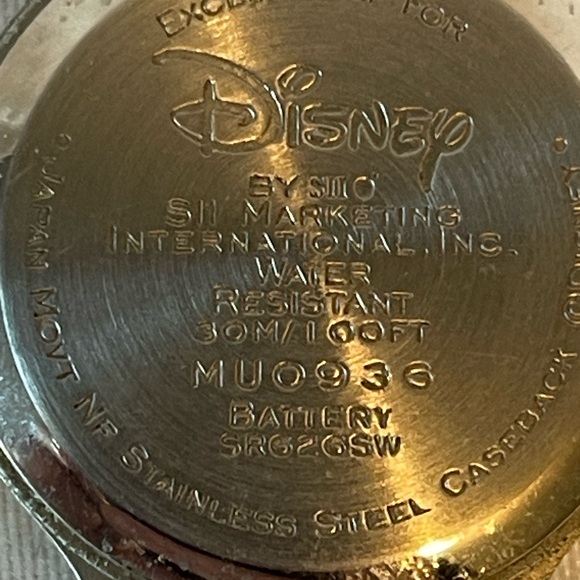 FOR
Disney
BY SII
SII MARKETING
INTERNATIONAL, INC.
WATER
RESISTANT
30M/100FT
MU0936
BATTERY
SR626SW
JAPAN MOVT NF STAINLESS STEEL CASEBACK ©DISNEY